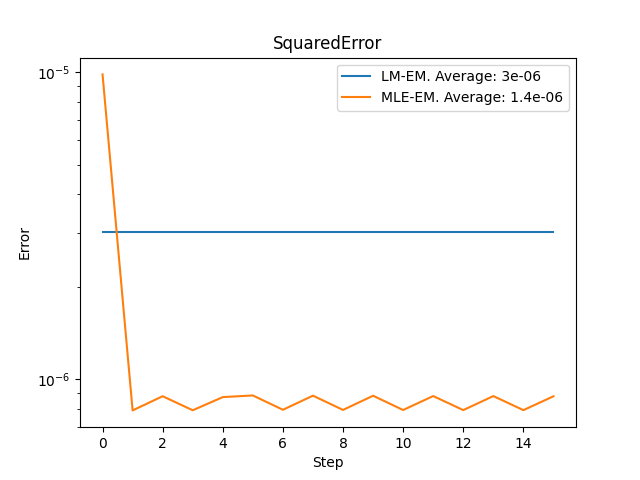 SquaredError
LM-EM. Average: 3e-06
MLE-EM. Average: 1.4e-06
10⁻⁵
10⁻⁶
Error
0 2 4 6 8 10 12 14
Step